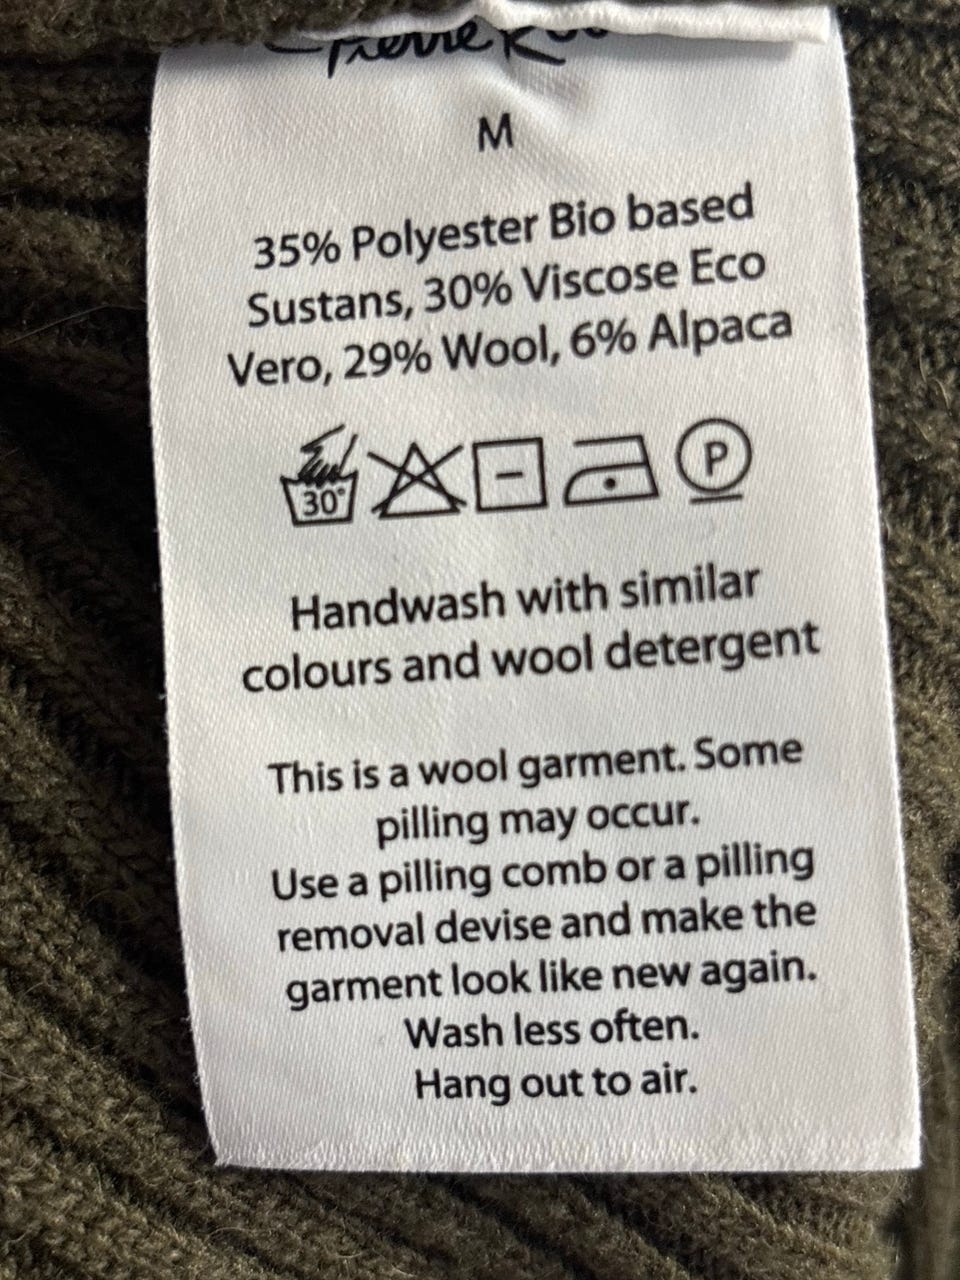 Pierre
M
35% Polyester Bio based
Sustans, 30% Viscose Eco
Vero, 29% Wool, 6% Alpaca
30°
P
Handwash with similar
colours and wool detergent
This is a wool garment. Some
pilling may occur.
Use a pilling comb or a pilling
removal devise and make the
garment look like new again.
Wash less often.
Hang out to air.